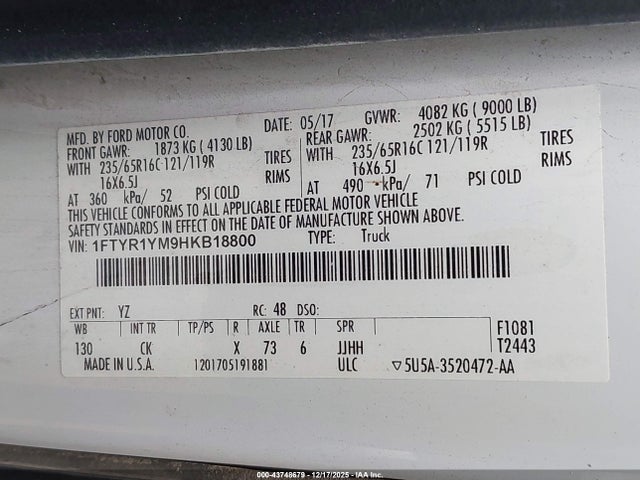 MFD. BY FORD MOTOR CO. DATE: 05/17 GVWR: 4082 KG ( 9000 LB)
FRONT GAWR: 1873 KG ( 4130 LB) REAR GAWR: 2502 KG ( 5515 LB)
WITH 235/65R16C 121/119R TIRES WITH 235/65R16C 121/119R TIRES
16X6.5J RIMS 16X6.5J RIMS
AT 360 kPa/ 52 PSI COLD AT 490 kPa/ 71 PSI COLD
THIS VEHICLE CONFORMS TO ALL APPLICABLE FEDERAL MOTOR VEHICLE
SAFETY STANDARDS IN EFFECT ON THE DATE OF MANUFACTURE SHOWN ABOVE.
VIN: 1FTYR1YM9HKB18800 TYPE: Truck
EXT PNT: YZ RC: 48 DSO:
WB INT TR TP/PS R AXLE TR SPR F1081
130 CK X 73 6 JJHH T2443
MADE IN U.S.A. 1201705191881 ULC ▽5U5A-3520472-AA
000-43748679 - 12/17/2025 - IAA Inc.